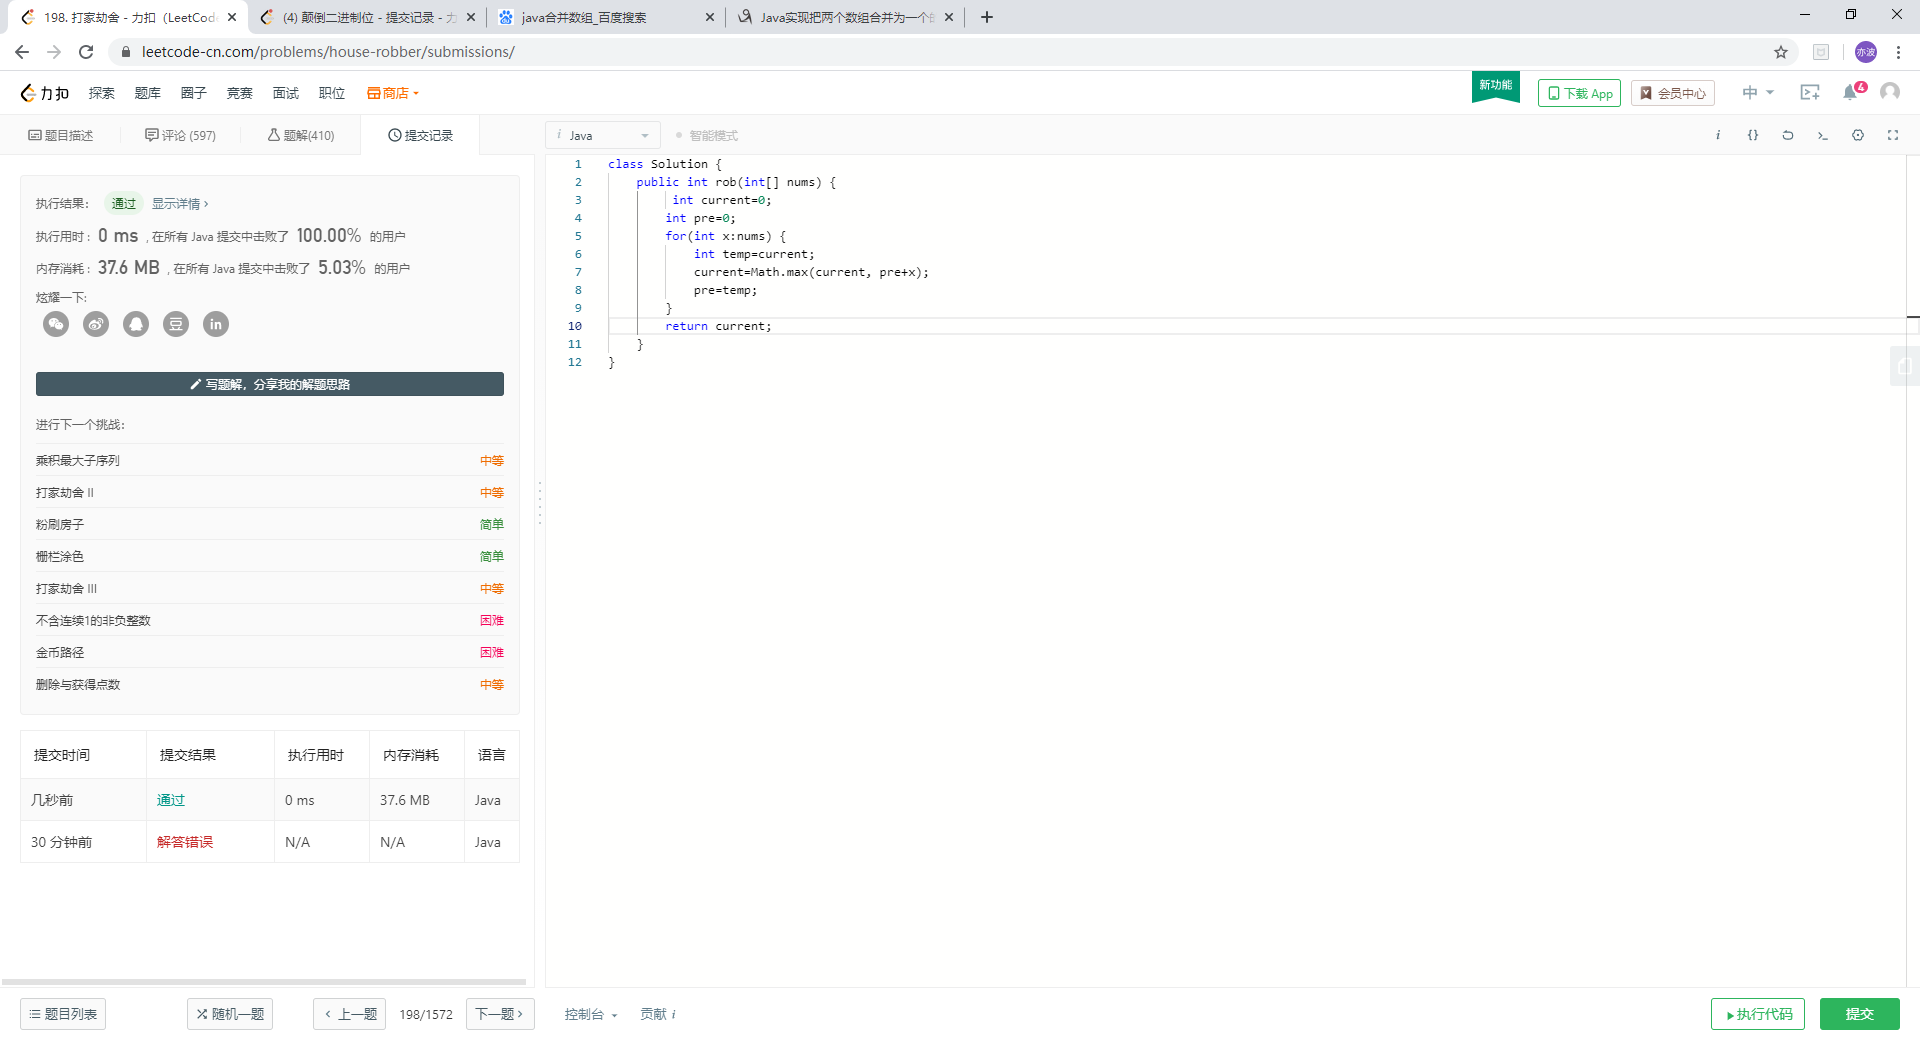 198. 打家劫舍 - 力扣（LeetCode
(4) 颠倒二进制位 - 提交记录 - 力
java合并数组_百度搜索
Java实现把两个数组合并为一个的
leetcode-cn.com/problems/house-robber/submissions/
亦波
力扣 探索 题库 圈子 竞赛 面试 职位 商店
新功能
下载 App
会员中心
中
4
题目描述
评论 (597)
题解(410)
提交记录
i Java
智能模式
执行结果： 通过 显示详情 ›
执行用时 : 0 ms , 在所有 Java 提交中击败了 100.00% 的用户
内存消耗 : 37.6 MB , 在所有 Java 提交中击败了 5.03% 的用户
炫耀一下:
豆 in
写题解，分享我的解题思路
进行下一个挑战：
乘积最大子序列 中等
打家劫舍 II 中等
粉刷房子 简单
栅栏涂色 简单
打家劫舍 III 中等
不含连续1的非负整数 困难
金币路径 困难
删除与获得点数 中等
提交时间 提交结果 执行用时 内存消耗 语言
几秒前 通过 0 ms 37.6 MB Java
30 分钟前 解答错误 N/A N/A Java
1 class Solution {
2 public int rob(int[] nums) {
3 int current=0;
4 int pre=0;
5 for(int x:nums) {
6 int temp=current;
7 current=Math.max(current, pre+x);
8 pre=temp;
9 }
10 return current;
11 }
12 }
题目列表
随机一题
‹ 上一题
198/1572
下一题 ›
控制台
贡献 i
执行代码
提交